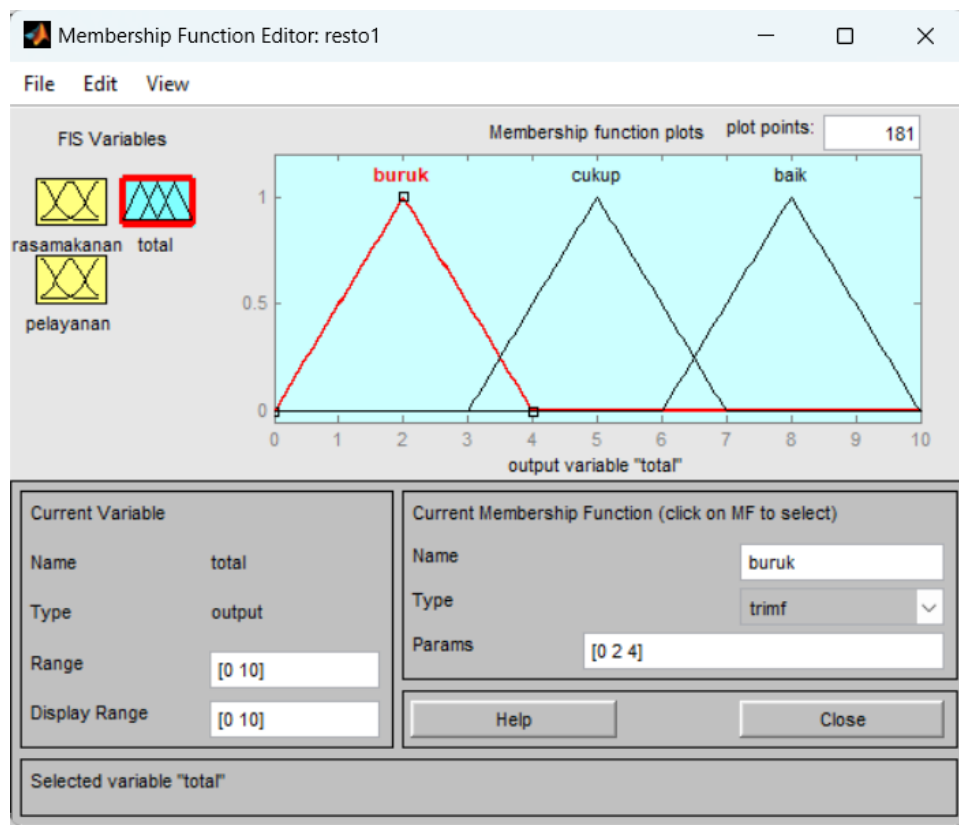 Membership Function Editor: resto1
File Edit View
FIS Variables
Membership function plots plot points: 181
rasamakanan total
pelayanan
buruk cukup baik
1
0.5
0
0 1 2 3 4 5 6 7 8 9 10
output variable "total"
Current Variable
Name total
Type output
Range [0 10]
Display Range [0 10]
Current Membership Function (click on MF to select)
Name buruk
Type trimf
Params [0 2 4]
Help Close
Selected variable "total"